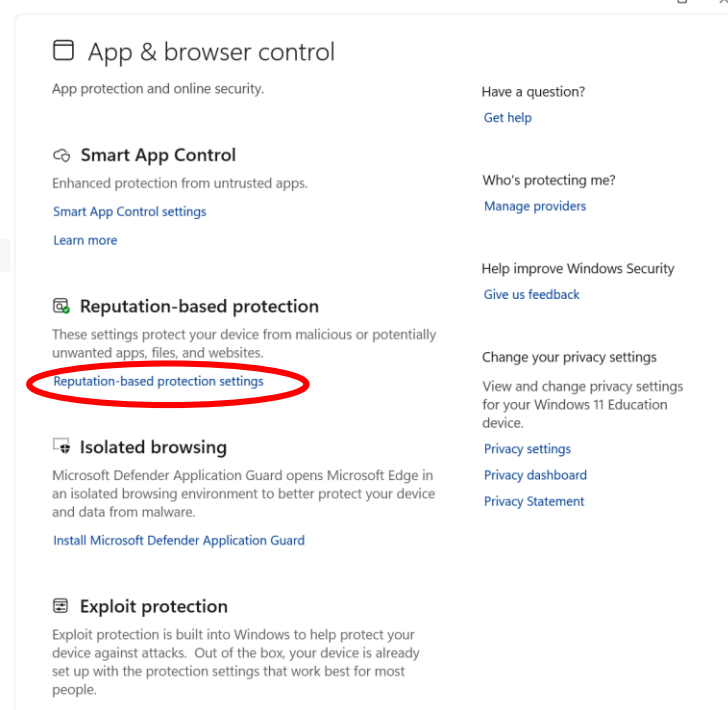 App & browser control
App protection and online security.
Smart App Control
Enhanced protection from untrusted apps.
Smart App Control settings
Learn more
Reputation-based protection
These settings protect your device from malicious or potentially
unwanted apps, files, and websites.
Reputation-based protection settings
Isolated browsing
Microsoft Defender Application Guard opens Microsoft Edge in
an isolated browsing environment to better protect your device
and data from malware.
Install Microsoft Defender Application Guard
Exploit protection
Exploit protection is built into Windows to help protect your
device against attacks.  Out of the box, your device is already
set up with the protection settings that work best for most
people.
Have a question?
Get help
Who's protecting me?
Manage providers
Help improve Windows Security
Give us feedback
Change your privacy settings
View and change privacy settings
for your Windows 11 Education
device.
Privacy settings
Privacy dashboard
Privacy Statement